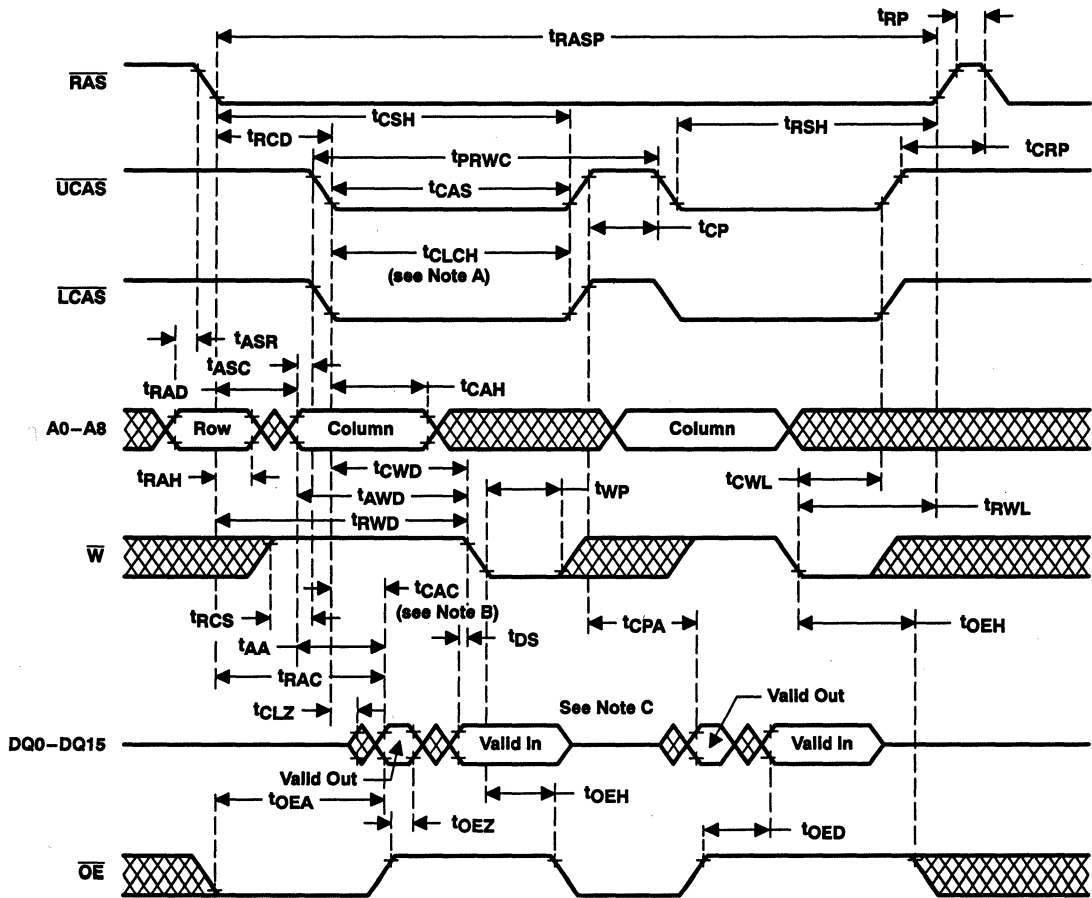 tRP
tRASP
RAS
tCSH
tRCD
tRSH
tPRWC
tCRP
UCAS
tCAS
tCP
tCLCH
(see Note A)
LCAS
tASR
tASC
tRAD
tCAH
A0–A8
Row
Column
Column
tRAH
tCWD
tAWD
tWP
tCWL
tRWD
tRWL
W
tCAC
(see Note B)
tRCS
tDS
tCPA
tOEH
tAA
tRAC
tCLZ
See Note C
Valid Out
DQ0–DQ15
Valid In
Valid In
Valid Out
tOEA
tOEH
tOEZ
tOED
OE